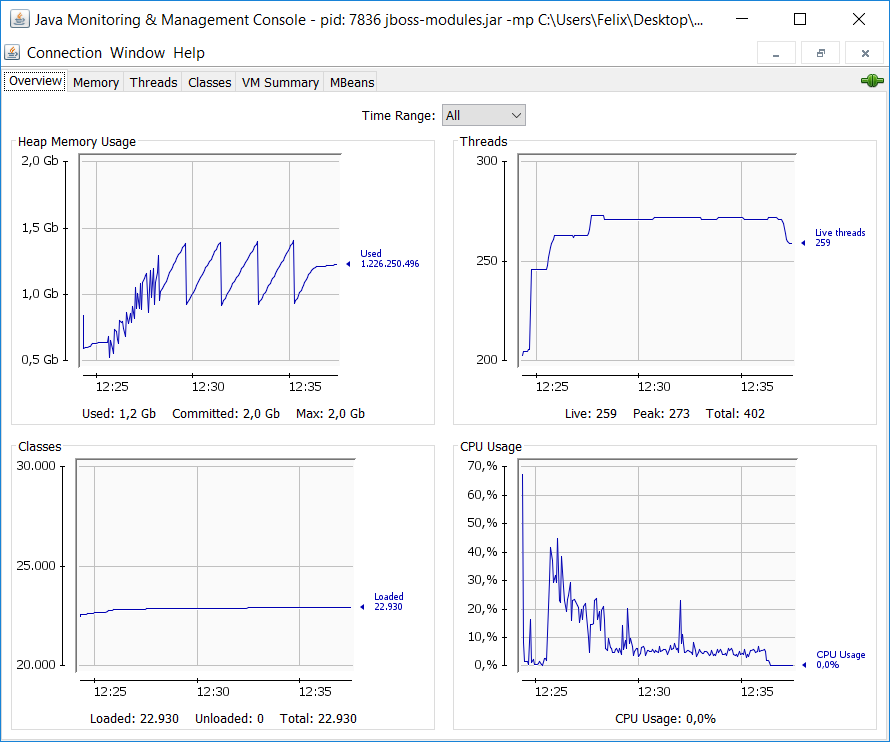 Java Monitoring & Management Console - pid: 7836 jboss-modules.jar -mp C:\Users\Felix\Desktop\...
Connection Window Help
Overview Memory Threads Classes VM Summary MBeans
Time Range: All
Heap Memory Usage
2,0 Gb
1,5 Gb
1,0 Gb
0,5 Gb
Used
1.226.250.496
12:25 12:30 12:35
Used: 1,2 Gb Committed: 2,0 Gb Max: 2,0 Gb
Threads
300
250
200
Live threads
259
12:25 12:30 12:35
Live: 259 Peak: 273 Total: 402
Classes
30.000
25.000
20.000
Loaded
22.930
12:25 12:30 12:35
Loaded: 22.930 Unloaded: 0 Total: 22.930
CPU Usage
70,%
60,%
50,%
40,%
30,%
20,%
10,%
0,%
CPU Usage
0,0%
12:25 12:30 12:35
CPU Usage: 0,0%